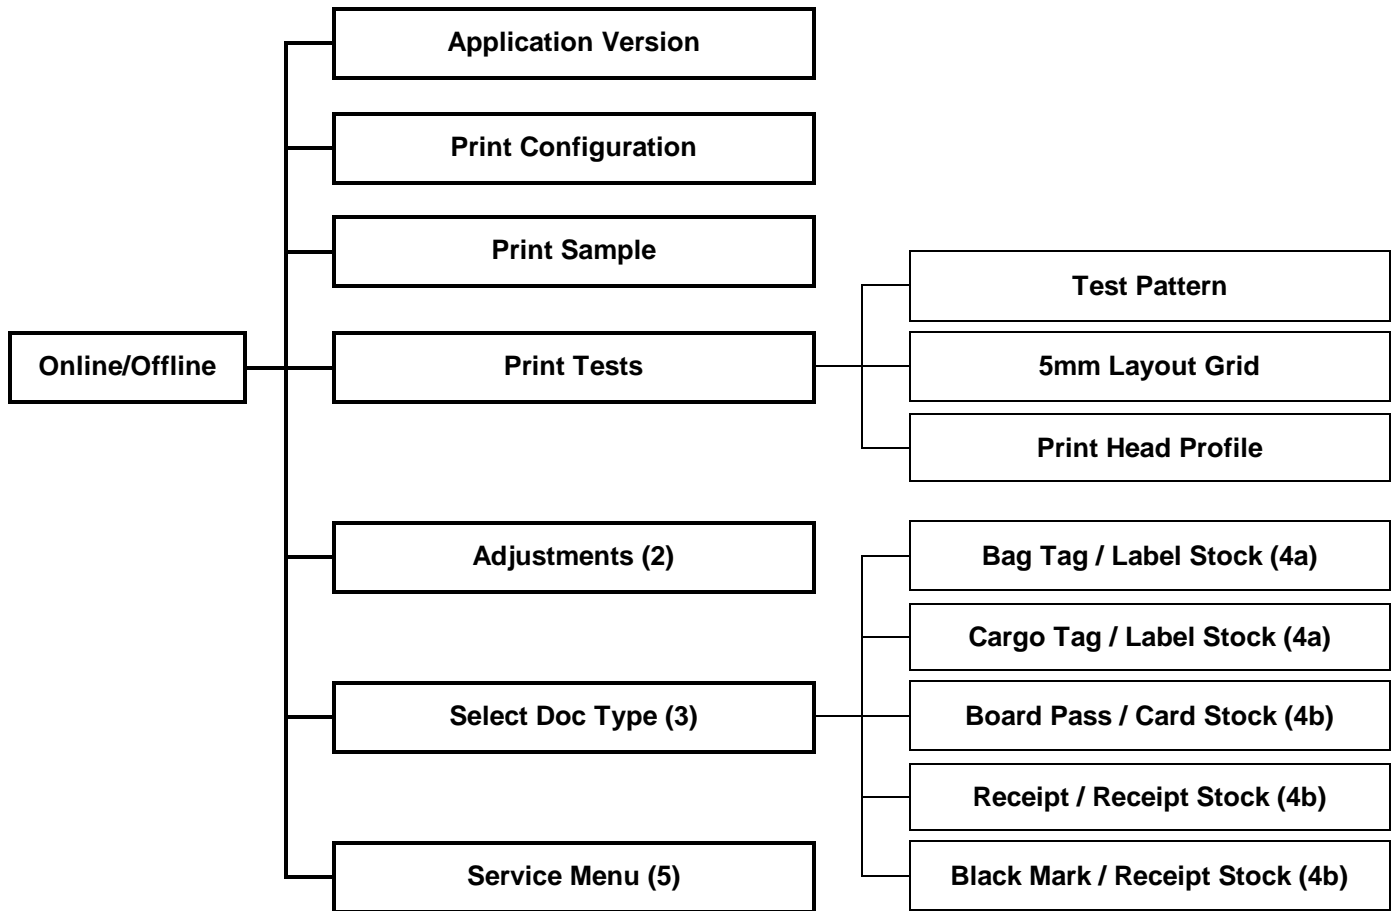 Online/Offline
Application Version
Print Configuration
Print Sample
Print Tests
Test Pattern
5mm Layout Grid
Print Head Profile
Adjustments (2)
Select Doc Type (3)
Bag Tag / Label Stock (4a)
Cargo Tag / Label Stock (4a)
Board Pass / Card Stock (4b)
Receipt / Receipt Stock (4b)
Black Mark / Receipt Stock (4b)
Service Menu (5)